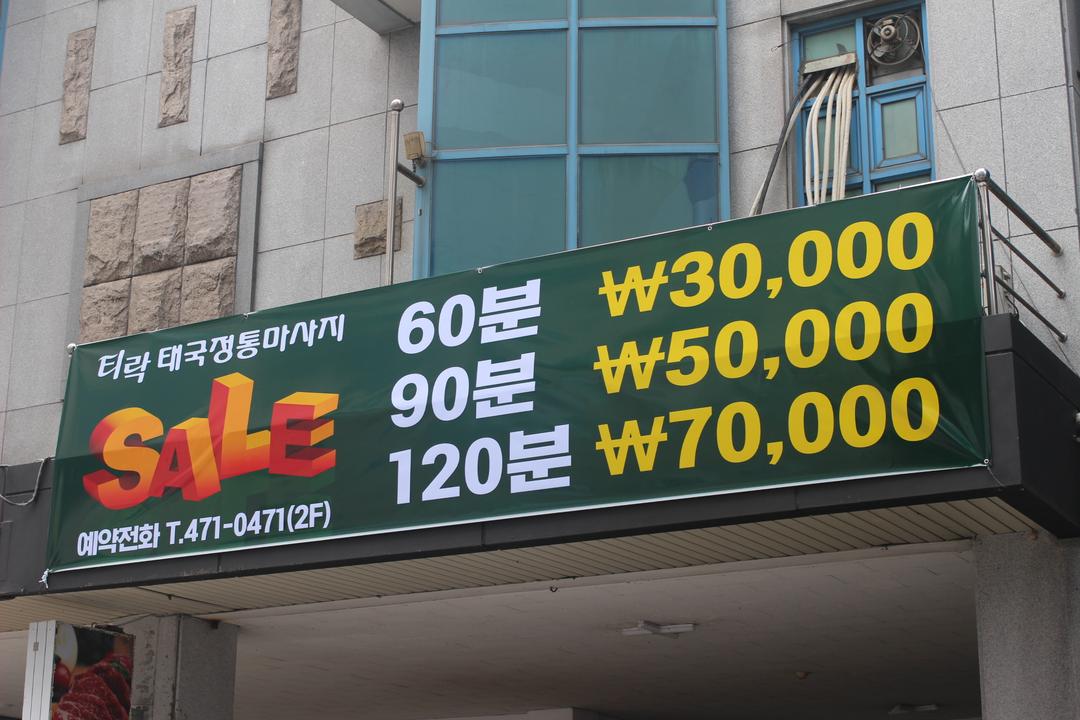 티락 태국정통마사지
SALE
예약전화 T.471-0471(2F)
60분 ₩30,000
90분 ₩50,000
120분 ₩70,000